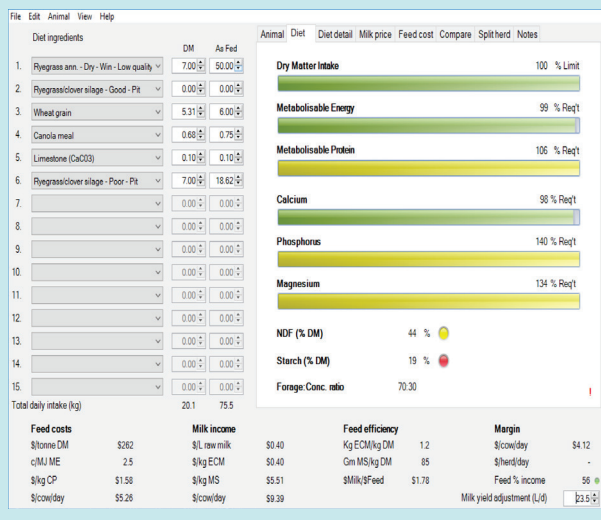 File Edit Animal View Help
Diet ingredients
DM As Fed
1. Ryegrass ann. - Dry - Win - Low quality 7.00 50.00
2. Ryegrass/clover silage - Good - Pit 0.00 0.00
3. Wheat grain 5.31 6.00
4. Canola meal 0.68 0.75
5. Limestone (CaC03) 0.10 0.10
6. Ryegrass/clover silage - Poor - Pit 7.00 18.62
7. 0.00 0.00
8. 0.00 0.00
9. 0.00 0.00
10. 0.00 0.00
11. 0.00 0.00
12. 0.00 0.00
13. 0.00 0.00
14. 0.00 0.00
15. 0.00 0.00
Total daily intake (kg) 20.1 75.5
Animal Diet Diet detail Milk price Feed cost Compare Split herd Notes
Dry Matter Intake 100 % Limit
Metabolisable Energy 99 % Req't
Metabolisable Protein 106 % Req't
Calcium 98 % Req't
Phosphorus 140 % Req't
Magnesium 134 % Req't
NDF (% DM) 44 %
Starch (% DM) 19 %
Forage:Conc. ratio 70:30
Feed costs
$/tonne DM $262
c/MJ ME 2.5
$/kg CP $1.58
$/cow/day $5.26
Milk income
$/L raw milk $0.40
$/kg ECM $0.40
$/kg MS $5.51
$/cow/day $9.39
Feed efficiency
Kg ECM/kg DM 1.2
Gm MS/kg DM 85
$Milk/$Feed $1.78
Margin
$/cow/day $4.12
$/herd/day -
Feed % income 56
Milk yield adjustment (L/d) 23.5